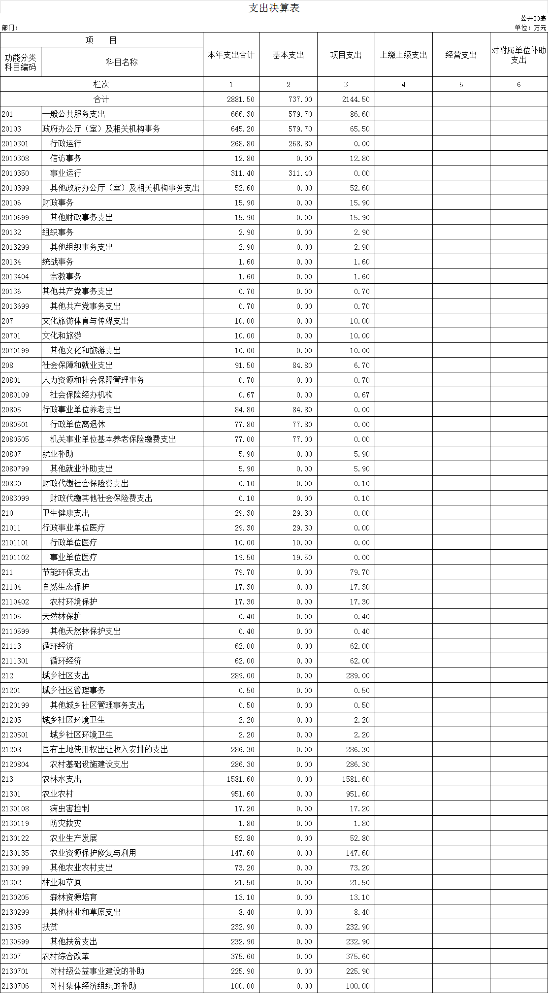 支出决算表
公开03表
部门： 单位：万元
项 目 本年支出合计 基本支出 项目支出 上缴上级支出 经营支出 对附属单位补助支出
功能分类科目编码 科目名称
栏次 1 2 3 4 5 6
合计 2881.50 737.00 2144.50
201 一般公共服务支出 666.30 579.70 86.60
20103 政府办公厅（室）及相关机构事务 645.20 579.70 65.50
2010301 行政运行 268.80 268.80 0.00
2010308 信访事务 12.80 0.00 12.80
2010350 事业运行 311.40 311.40 0.00
2010399 其他政府办公厅（室）及相关机构事务支出 52.60 0.00 52.60
20106 财政事务 15.90 0.00 15.90
2010699 其他财政事务支出 15.90 0.00 15.90
20132 组织事务 2.90 0.00 2.90
2013299 其他组织事务支出 2.90 0.00 2.90
20134 统战事务 1.60 0.00 1.60
2013404 宗教事务 1.60 0.00 1.60
20136 其他共产党事务支出 0.70 0.00 0.70
2013699 其他共产党事务支出 0.70 0.00 0.70
207 文化旅游体育与传媒支出 10.00 0.00 10.00
20701 文化和旅游 10.00 0.00 10.00
2070199 其他文化和旅游支出 10.00 0.00 10.00
208 社会保障和就业支出 91.50 84.80 6.70
20801 人力资源和社会保障管理事务 0.70 0.00 0.70
2080109 社会保险经办机构 0.67 0.00 0.67
20805 行政事业单位养老支出 84.80 84.80 0.00
2080501 行政单位离退休 77.80 77.80 0.00
2080505 机关事业单位基本养老保险缴费支出 77.00 77.00 0.00
20807 就业补助 5.90 0.00 5.90
2080799 其他就业补助支出 5.90 0.00 5.90
20830 财政代缴社会保险费支出 0.10 0.00 0.10
2083099 财政代缴其他社会保险费支出 0.10 0.00 0.10
210 卫生健康支出 29.30 29.30 0.00
21011 行政事业单位医疗 29.30 29.30 0.00
2101101 行政单位医疗 10.00 10.00 0.00
2101102 事业单位医疗 19.50 19.50 0.00
211 节能环保支出 79.70 0.00 79.70
21104 自然生态保护 17.30 0.00 17.30
2110402 农村环境保护 17.30 0.00 17.30
21105 天然林保护 0.40 0.00 0.40
2110599 其他天然林保护支出 0.40 0.00 0.40
21113 循环经济 62.00 0.00 62.00
2111301 循环经济 62.00 0.00 62.00
212 城乡社区支出 289.00 0.00 289.00
21201 城乡社区管理事务 0.50 0.00 0.50
2120199 其他城乡社区管理事务支出 0.50 0.00 0.50
21205 城乡社区环境卫生 2.20 0.00 2.20
2120501 城乡社区环境卫生 2.20 0.00 2.20
21208 国有土地使用权出让收入安排的支出 286.30 0.00 286.30
2120804 农村基础设施建设支出 286.30 0.00 286.30
213 农林水支出 1581.60 0.00 1581.60
21301 农业农村 951.60 0.00 951.60
2130108 病虫害控制 17.20 0.00 17.20
2130119 防灾救灾 1.80 0.00 1.80
2130122 农业生产发展 52.80 0.00 52.80
2130135 农业资源保护修复与利用 147.60 0.00 147.60
2130199 其他农业农村支出 73.20 0.00 73.20
21302 林业和草原 21.50 0.00 21.50
2130205 森林资源培育 13.10 0.00 13.10
2130299 其他林业和草原支出 8.40 0.00 8.40
21305 扶贫 232.90 0.00 232.90
2130599 其他扶贫支出 232.90 0.00 232.90
21307 农村综合改革 375.60 0.00 375.60
2130701 对村级公益事业建设的补助 225.90 0.00 225.90
2130706 对村集体经济组织的补助 100.00 0.00 100.00